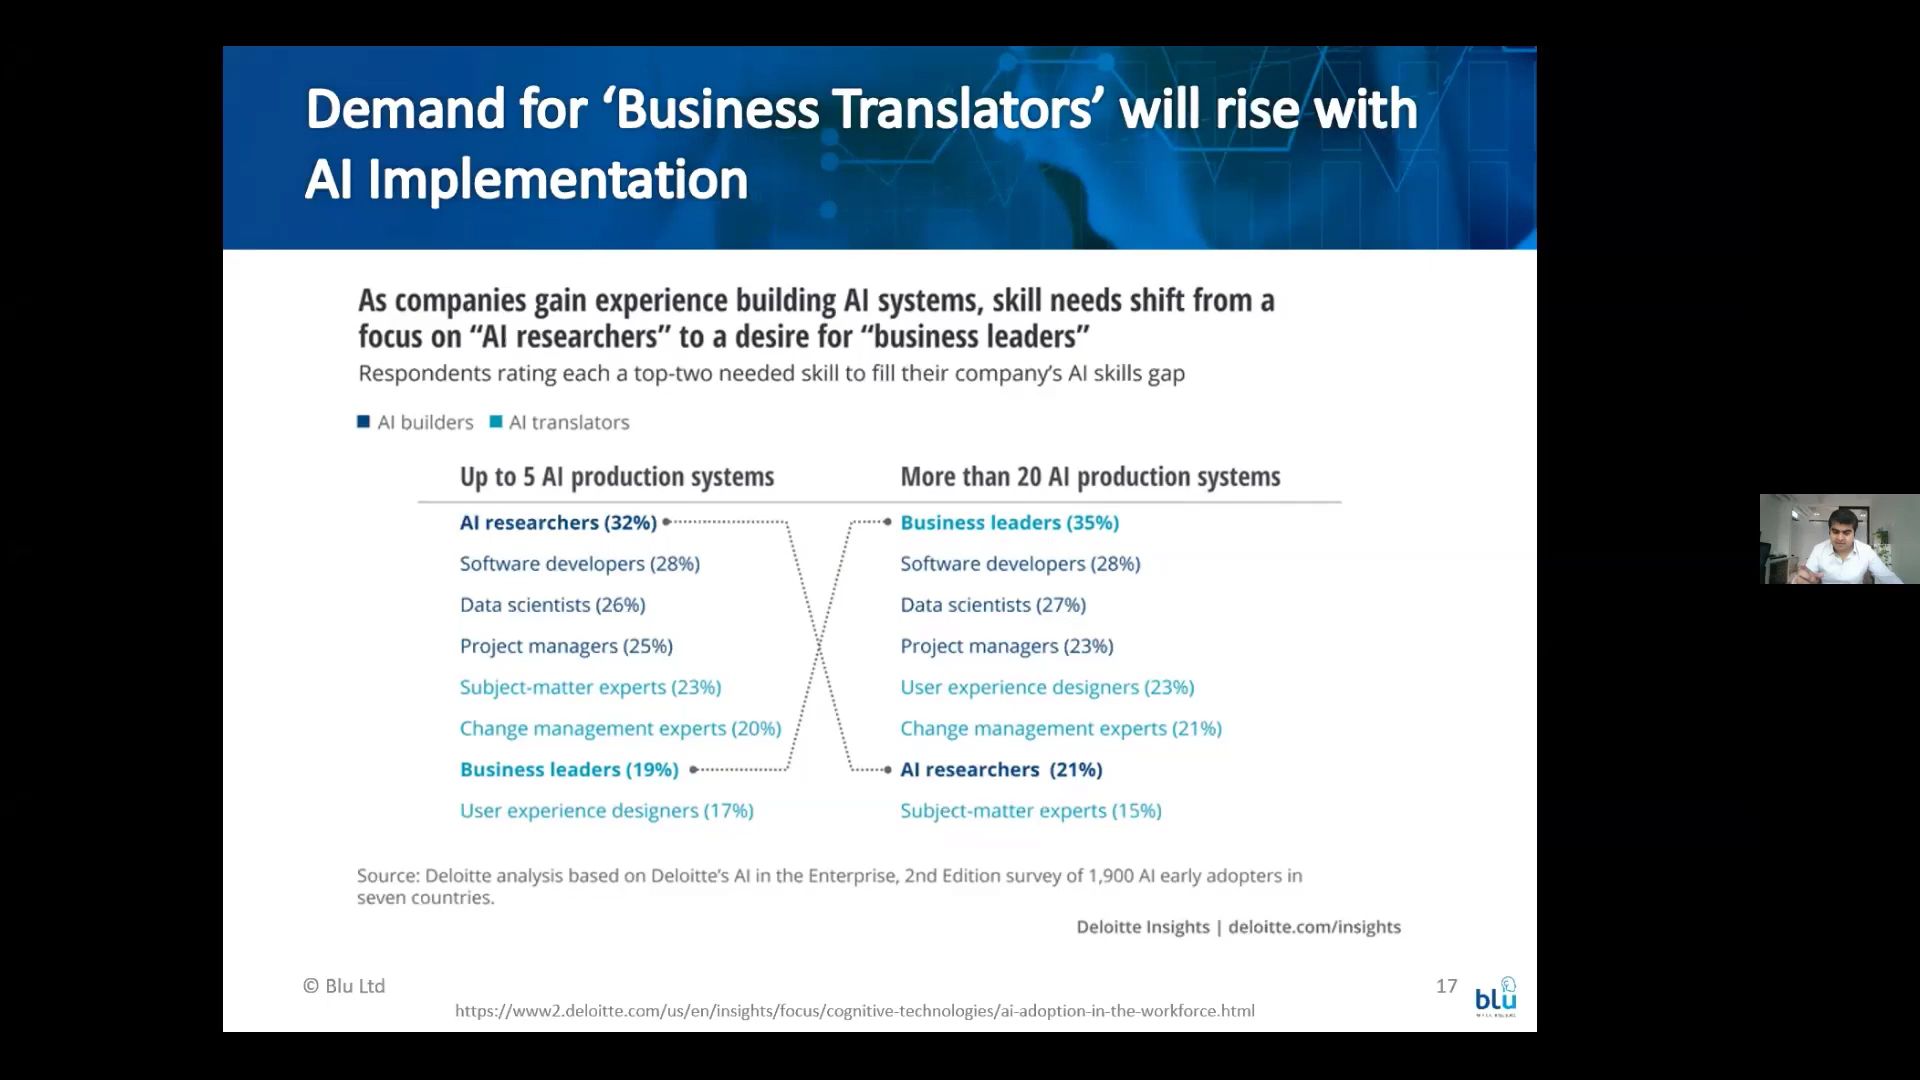 Demand for ‘Business Translators’ will rise with
AI Implementation
As companies gain experience building AI systems, skill needs shift from a
focus on “AI researchers” to a desire for “business leaders”
Respondents rating each a top-two needed skill to fill their company’s AI skills gap
AI builders AI translators
Up to 5 AI production systems
AI researchers (32%)
Software developers (28%)
Data scientists (26%)
Project managers (25%)
Subject-matter experts (23%)
Change management experts (20%)
Business leaders (19%)
User experience designers (17%)
More than 20 AI production systems
Business leaders (35%)
Software developers (28%)
Data scientists (27%)
Project managers (23%)
User experience designers (23%)
Change management experts (21%)
AI researchers (21%)
Subject-matter experts (15%)
Source: Deloitte analysis based on Deloitte’s AI in the Enterprise, 2nd Edition survey of 1,900 AI early adopters in
seven countries.
Deloitte Insights | deloitte.com/insights
© Blu Ltd
17
blu
https://www2.deloitte.com/us/en/insights/focus/cognitive-technologies/ai-adoption-in-the-workforce.html